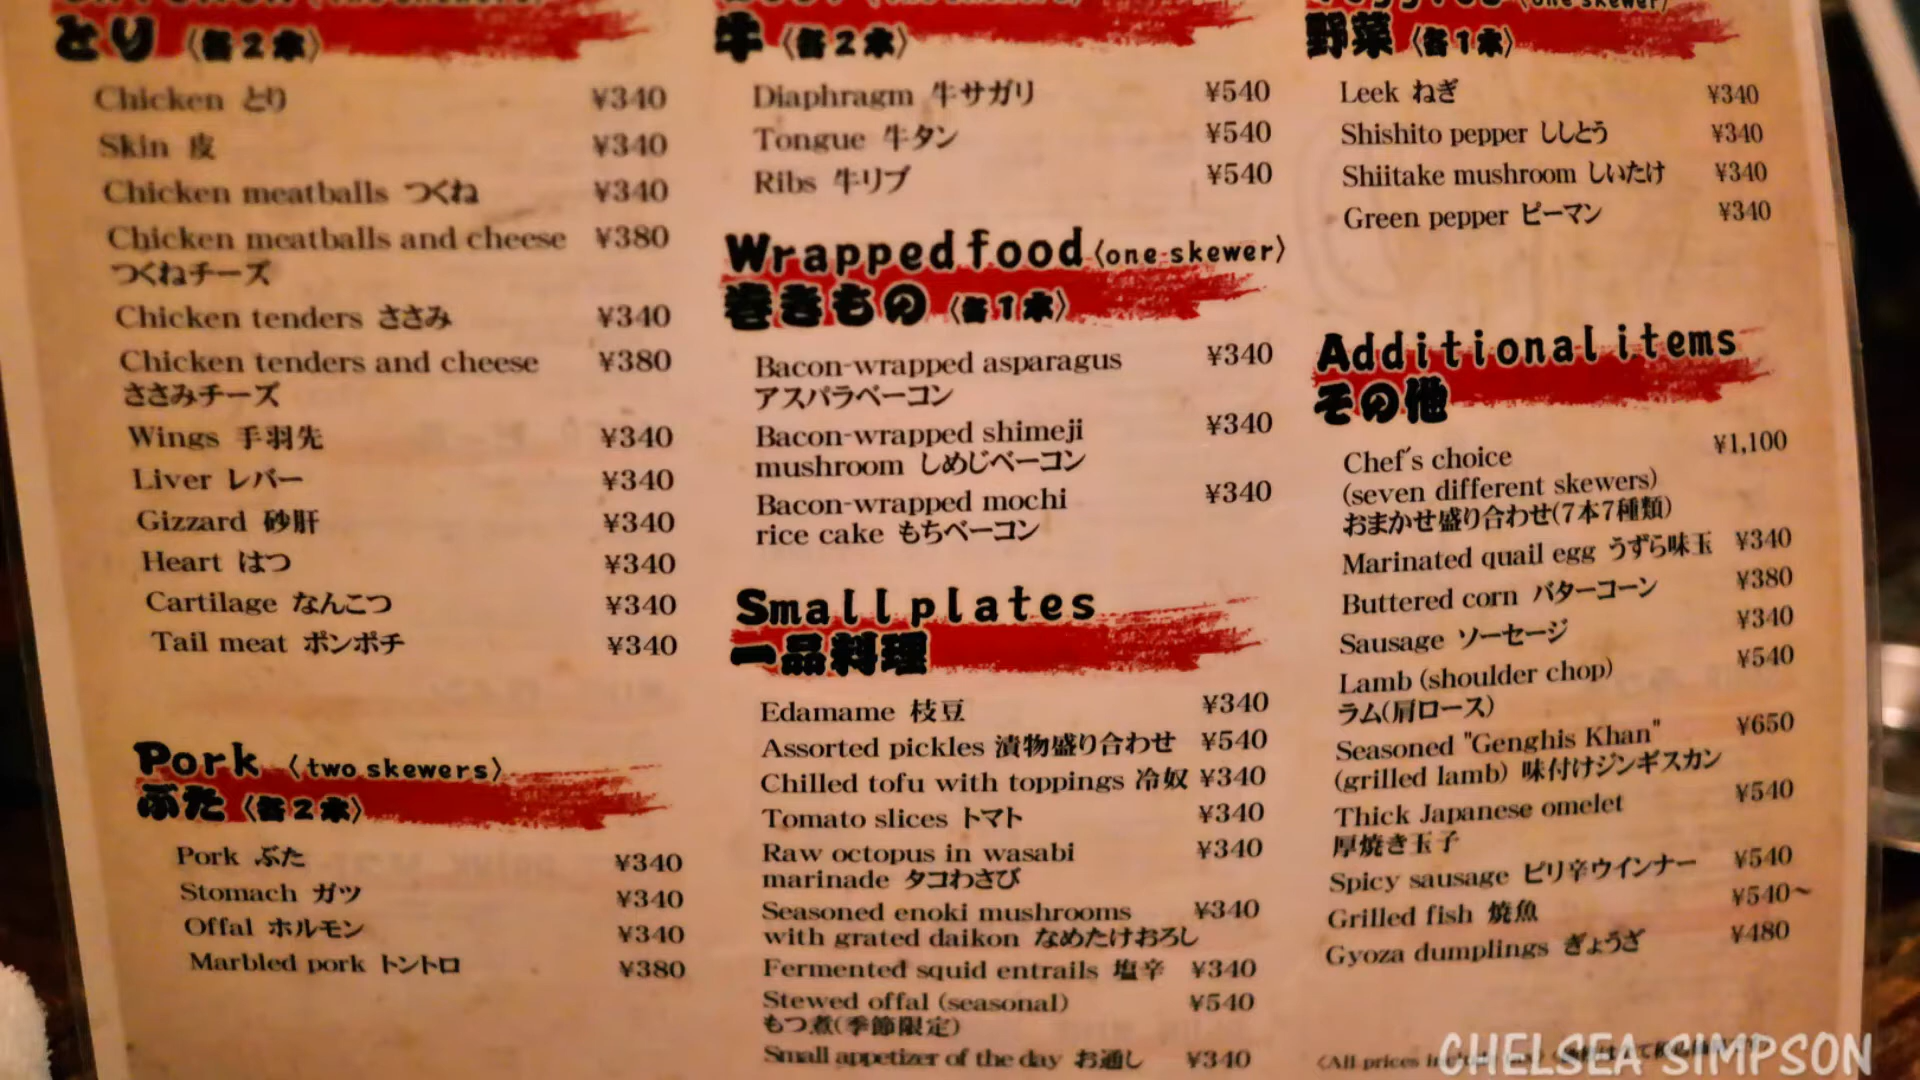 とり〈各2本〉
Chicken とり ¥340
Skin 皮 ¥340
Chicken meatballs つくね ¥340
Chicken meatballs and cheese ¥380
つくねチーズ
Chicken tenders ささみ ¥340
Chicken tenders and cheese ¥380
ささみチーズ
Wings 手羽先 ¥340
Liver レバー ¥340
Gizzard 砂肝 ¥340
Heart はつ ¥340
Cartilage なんこつ ¥340
Tail meat ボンボチ ¥340
Pork 〈two skewers〉
ぶた〈各2本〉
Pork ぶた ¥340
Stomach ガツ ¥340
Offal ホルモン ¥340
Marbled pork トントロ ¥380
牛〈各2本〉
Diaphragm 牛サガリ ¥540
Tongue 牛タン ¥540
Ribs 牛リブ ¥540
Wrapped food〈one skewer〉
巻きもの〈各1本〉
Bacon-wrapped asparagus ¥340
アスパラベーコン
Bacon-wrapped shimeji ¥340
mushroom しめじベーコン
Bacon-wrapped mochi ¥340
rice cake もちベーコン
Small plates
一品料理
Edamame 枝豆 ¥340
Assorted pickles 漬物盛り合わせ ¥540
Chilled tofu with toppings 冷奴 ¥340
Tomato slices トマト ¥340
Raw octopus in wasabi ¥340
marinade タコわさび
Seasoned enoki mushrooms ¥340
with grated daikon なめたけおろし
Fermented squid entrails 塩辛 ¥340
Stewed offal (seasonal) ¥540
もつ煮(季節限定)
Small appetizer of the day お通し ¥340
野菜〈各1本〉
Leek ねぎ ¥340
Shishito pepper ししとう ¥340
Shiitake mushroom しいたけ ¥340
Green pepper ピーマン ¥340
Additional items
その他
Chef's choice ¥1,100
(seven different skewers)
おまかせ盛り合わせ(7本7種類)
Marinated quail egg うずら味玉 ¥340
Buttered corn バターコーン ¥380
Sausage ソーセージ ¥340
Lamb (shoulder chop) ¥540
ラム(肩ロース)
Seasoned "Genghis Khan" ¥650
(grilled lamb) 味付けジンギスカン
Thick Japanese omelet ¥540
厚焼き玉子
Spicy sausage ピリ辛ウインナー ¥540
Grilled fish 焼魚 ¥540〜
Gyoza dumplings ぎょうざ ¥480
〈All prices
CHELSEA SIMPSON